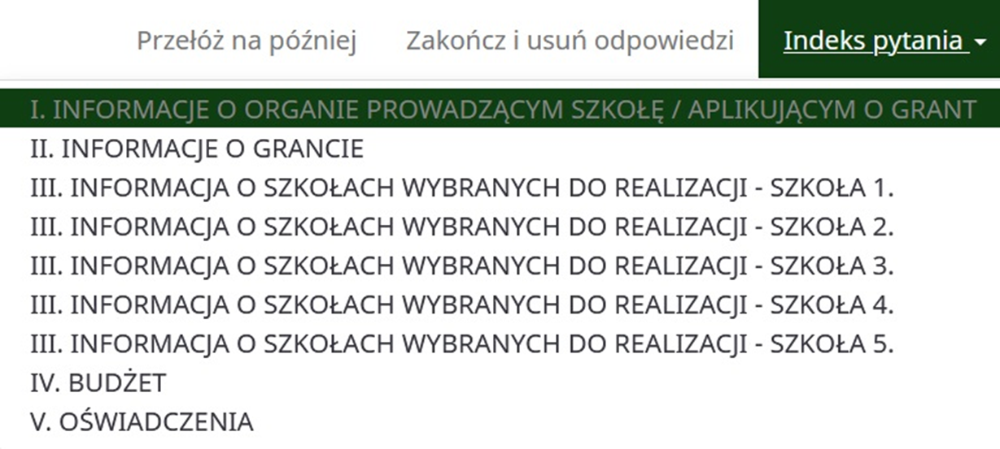 Przełóż na później Zakończ i usuń odpowiedzi Indeks pytania
I. INFORMACJE O ORGANIE PROWADZĄCYM SZKOŁĘ / APLIKUJĄCYM O GRANT
II. INFORMACJE O GRANCIE
III. INFORMACJA O SZKOŁACH WYBRANYCH DO REALIZACJI - SZKOŁA 1.
III. INFORMACJA O SZKOŁACH WYBRANYCH DO REALIZACJI - SZKOŁA 2.
III. INFORMACJA O SZKOŁACH WYBRANYCH DO REALIZACJI - SZKOŁA 3.
III. INFORMACJA O SZKOŁACH WYBRANYCH DO REALIZACJI - SZKOŁA 4.
III. INFORMACJA O SZKOŁACH WYBRANYCH DO REALIZACJI - SZKOŁA 5.
IV. BUDŻET
V. OŚWIADCZENIA